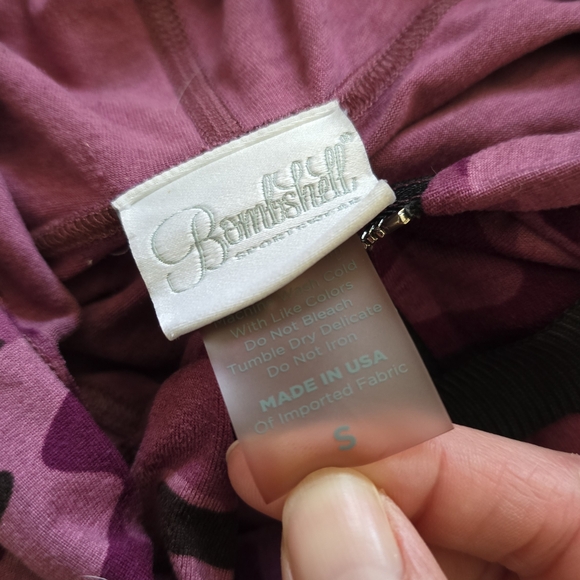 Bombshell
SPORTSWEAR
Cold
With Like Colors
Do Not Bleach
Tumble Dry Delicate
Do Not Iron
MADE IN USA
Of Imported Fabric
S